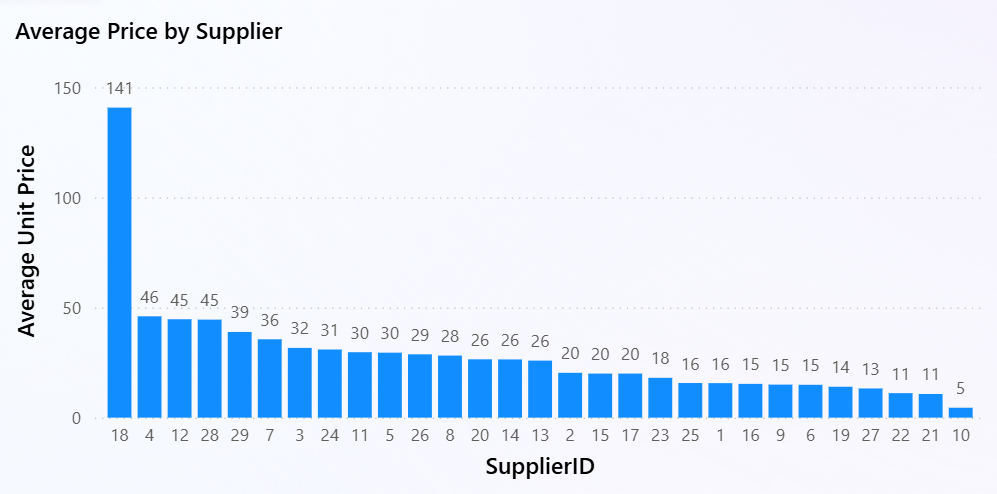 Average Price by Supplier
Average Unit Price
150
100
50
0
141 46 45 45 39 36 32 31 30 30 29 28 26 26 26 20 20 20 18 16 16 15 15 15 14 13 11 11 5
18 4 12 28 29 7 3 24 11 5 26 8 20 14 13 2 15 17 23 25 1 16 9 6 19 27 22 21 10
SupplierID